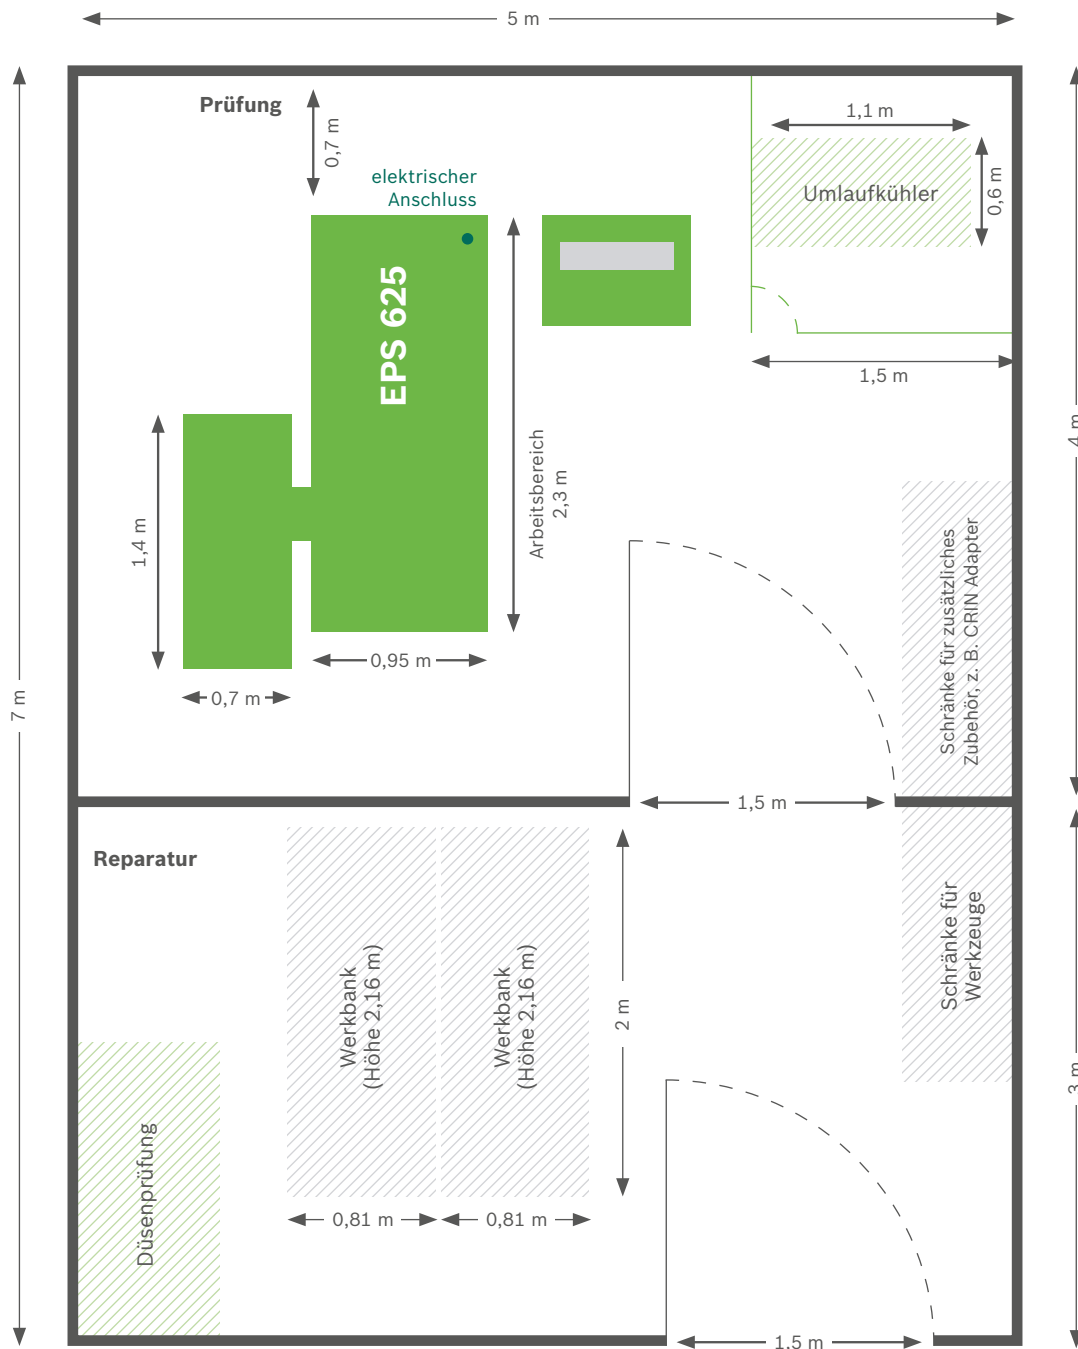 5 m
Prüfung
0,7 m
1,1 m
elektrischer
Anschluss
Umlaufkühler
0,6 m
EPS 625
1,5 m
4 m
Arbeitsbereich
2,3 m
1,4 m
Schränke für zusätzliches
Zubehör, z. B. CRIN Adapter
0,95 m
0,7 m
7 m
1,5 m
Reparatur
Schränke für
Werkzeuge
Werkbank
(Höhe 2,16 m)
Werkbank
(Höhe 2,16 m)
2 m
3 m
Düsenprüfung
0,81 m
0,81 m
1,5 m